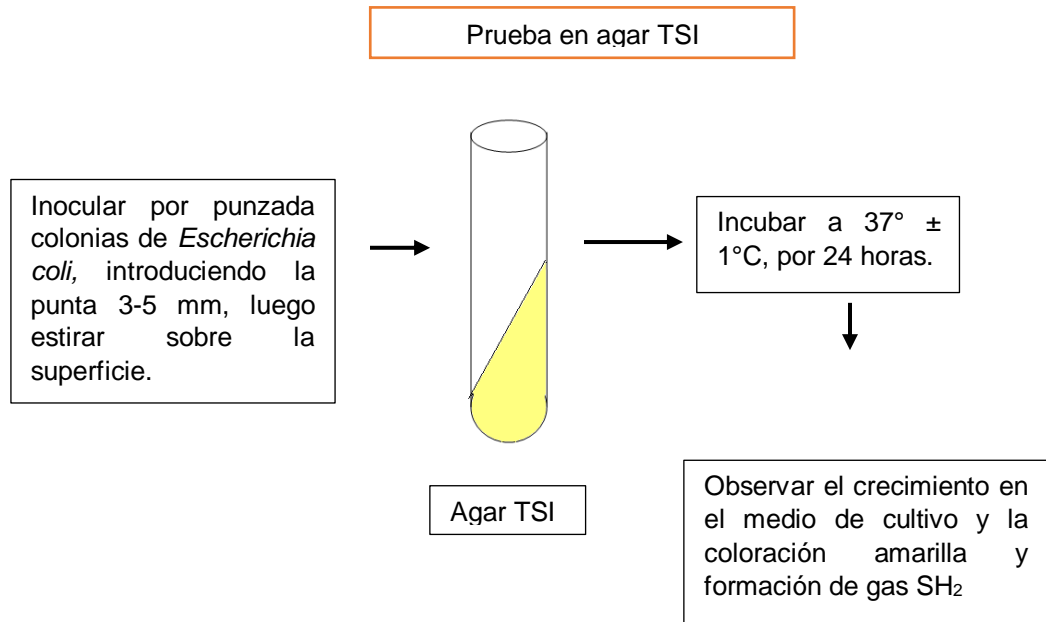 Prueba en agar TSI
Inocular por punzada
colonias de Escherichia
coli, introduciendo la
punta 3-5 mm, luego
estirar sobre la
superficie.
Incubar a 37° ±
1°C, por 24 horas.
Agar TSI
Observar el crecimiento en
el medio de cultivo y la
coloración amarilla y
formación de gas SH₂